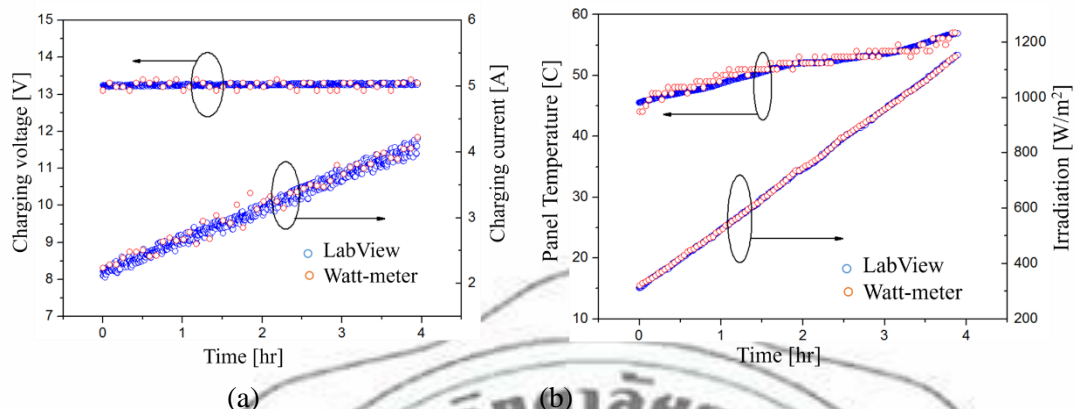 15
14
13
12
11
10
9
8
7
Charging voltage [V]
6
5
4
3
2
Charging current [A]
LabView
Watt-meter
0 1 2 3 4
Time [hr]
(a)
60
50
40
30
20
10
Panel Temperature [C]
1200
1000
800
600
400
200
Irradiation [W/m²]
LabView
Watt-meter
0 1 2 3 4
Time [hr]
(b)